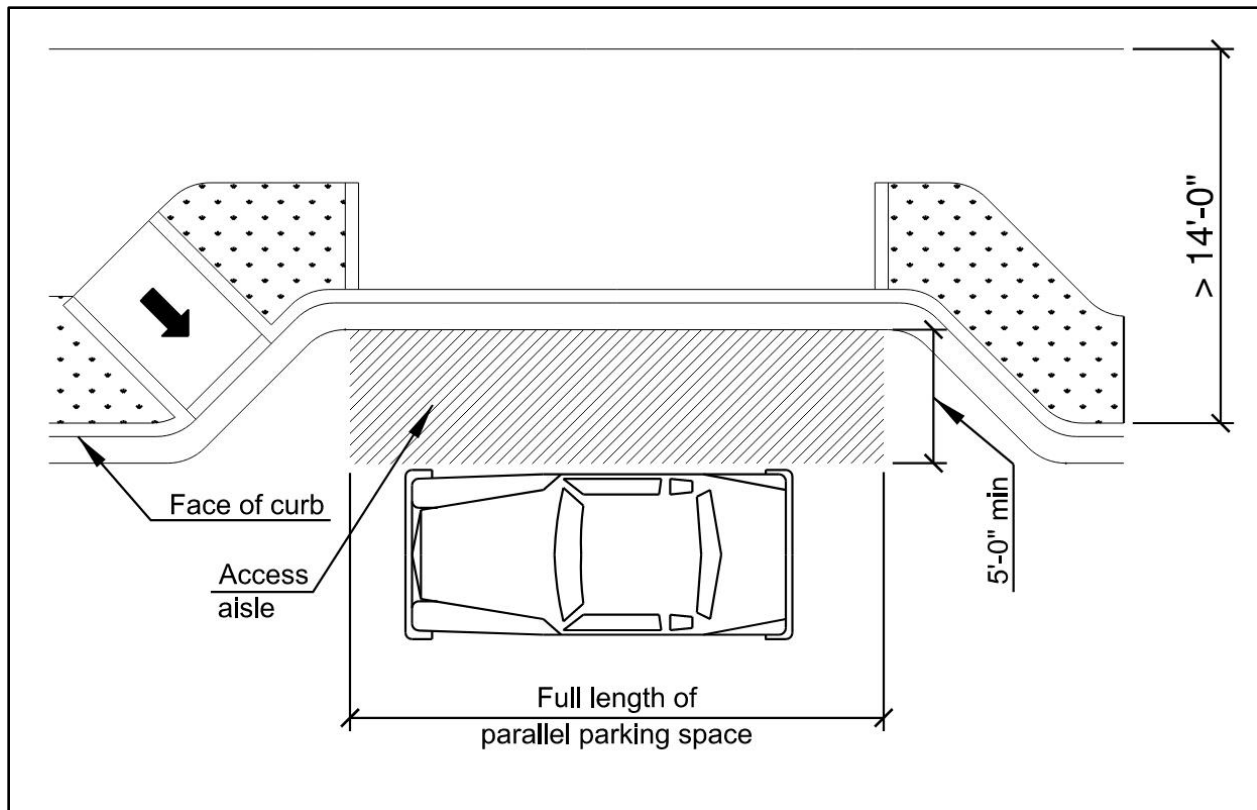 > 14'-0"
Face of curb
Access
aisle
5'-0" min
Full length of
parallel parking space